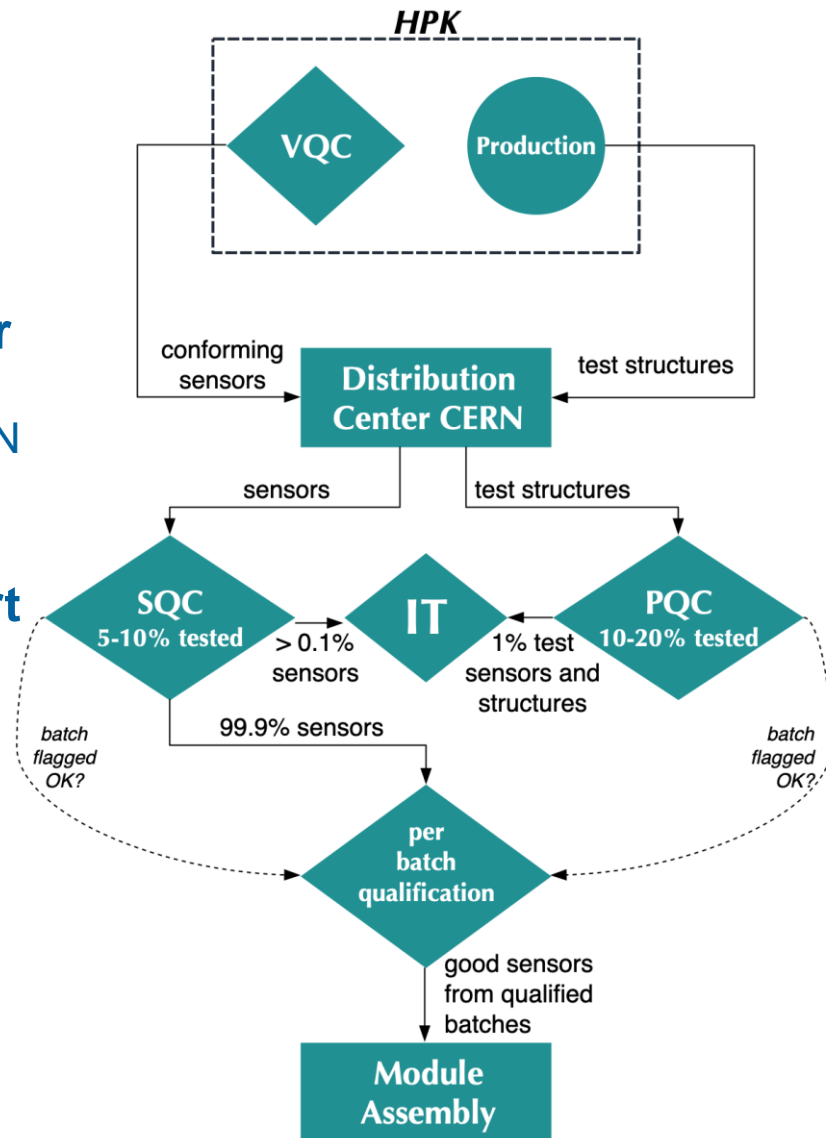 HPK
VQC
Production
conforming
sensors
Distribution
Center CERN
test structures
r
N
sensors
test structures
rt
SQC
5-10% tested
IT
PQC
10-20% tested
> 0.1%
sensors
1% test
sensors and
structures
99.9% sensors
batch
flagged
OK?
batch
flagged
OK?
per
batch
qualification
good sensors
from qualified
batches
Module
Assembly